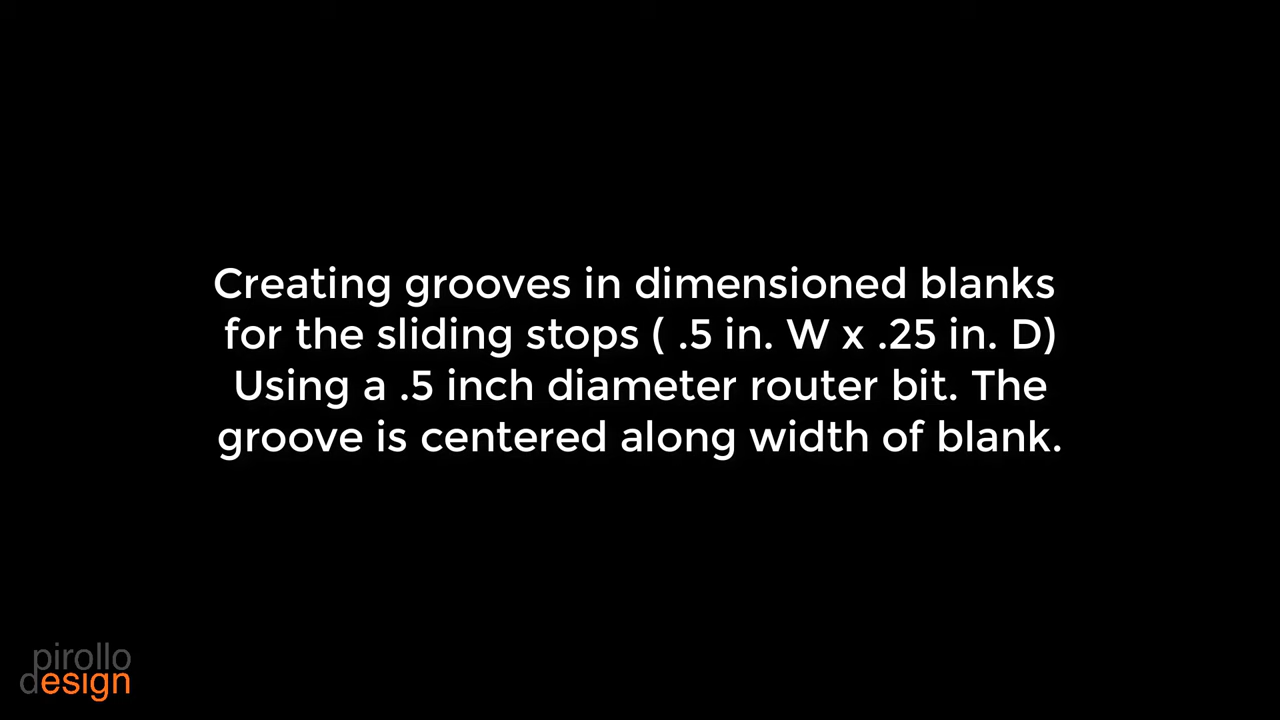 Creating grooves in dimensioned blanks
for the sliding stops ( .5 in. W x .25 in. D)
Using a .5 inch diameter router bit. The
groove is centered along width of blank.
pirollo
design